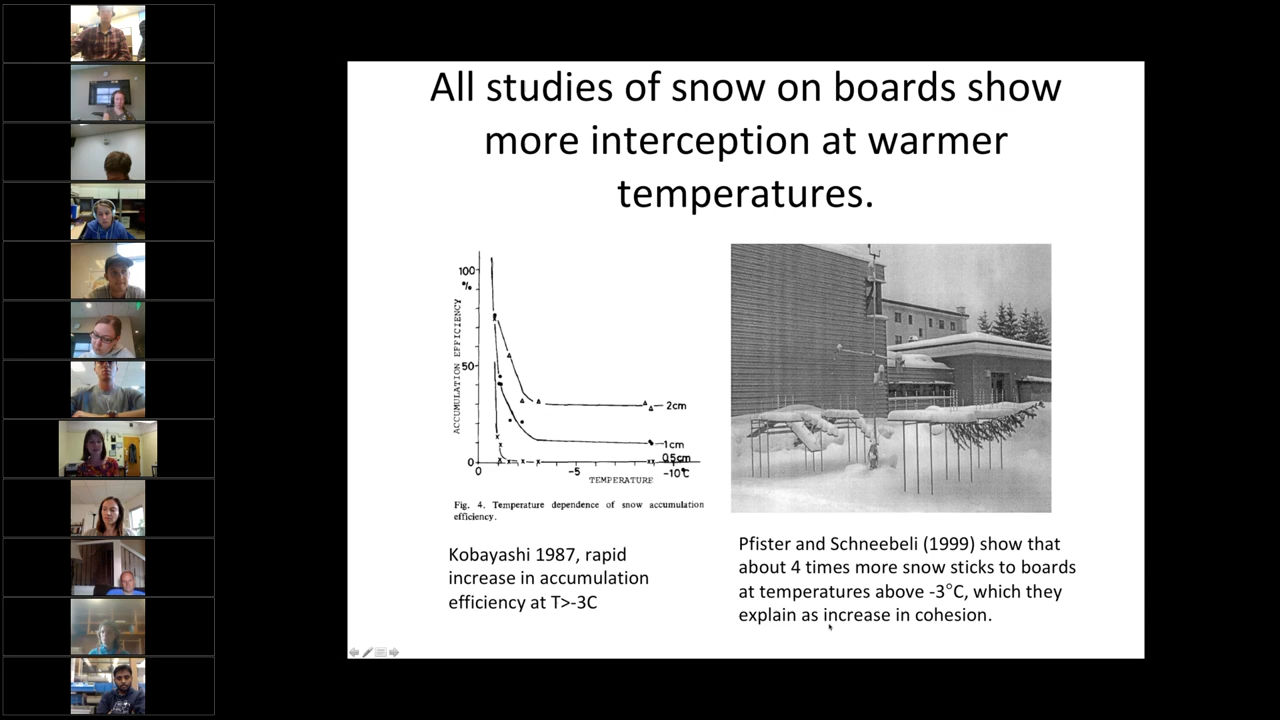 All studies of snow on boards show
more interception at warmer
temperatures.
100
%
50
0
ACCUMULATION EFFICIENCY
2cm
1cm
0.5cm
0
-5
-10℃
TEMPERATURE
Fig. 4. Temperature dependence of snow accumulation
efficiency.
Kobayashi 1987, rapid
increase in accumulation
efficiency at T>-3C
Pfister and Schneebeli (1999) show that
about 4 times more snow sticks to boards
at temperatures above -3°C, which they
explain as increase in cohesion.